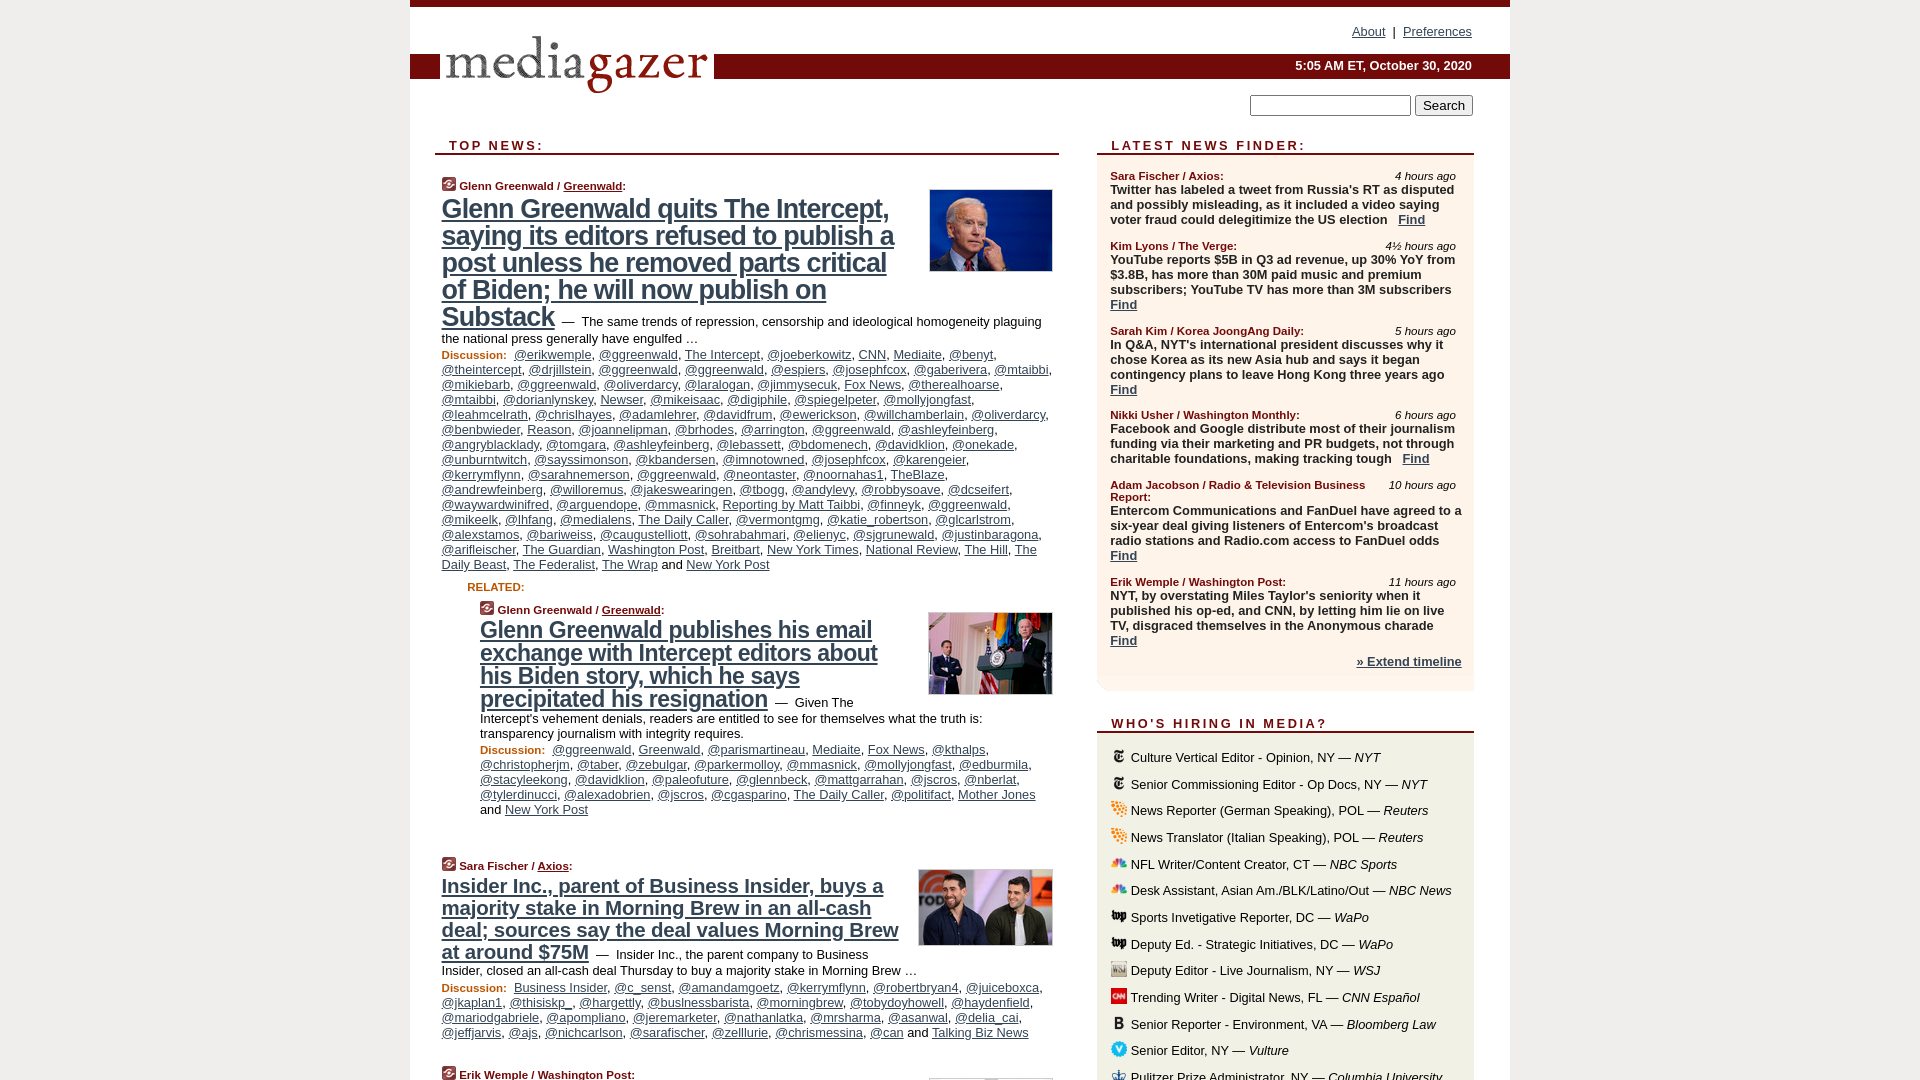 About | Preferences
mediagazer
5:05 AM ET, October 30, 2020
Search
TOP NEWS:
Glenn Greenwald / Greenwald:
Glenn Greenwald quits The Intercept,
saying its editors refused to publish a
post unless he removed parts critical
of Biden; he will now publish on
Substack — The same trends of repression, censorship and ideological homogeneity plaguing
the national press generally have engulfed …
Discussion: @erikwemple, @ggreenwald, The Intercept, @joeberkowitz, CNN, Mediaite, @benyt,
@theintercept, @drjillstein, @ggreenwald, @ggreenwald, @espiers, @josephfcox, @gaberivera, @mtaibbi,
@mikiebarb, @ggreenwald, @oliverdarcy, @laralogan, @jimmysecuk, Fox News, @therealhoarse,
@mtaibbi, @dorianlynskey, Newser, @mikeisaac, @digiphile, @spiegelpeter, @mollyjongfast,
@leahmcelrath, @chrislhayes, @adamlehrer, @davidfrum, @ewerickson, @willchamberlain, @oliverdarcy,
@benbwieder, Reason, @joannelipman, @brhodes, @arrington, @ggreenwald, @ashleyfeinberg,
@angryblacklady, @tomgara, @ashleyfeinberg, @lebassett, @bdomenech, @davidklion, @onekade,
@unburntwitch, @sayssimonson, @kbandersen, @imnotowned, @josephfcox, @karengeier,
@kerrymflynn, @sarahnemerson, @ggreenwald, @neontaster, @noornahas1, TheBlaze,
@andrewfeinberg, @willoremus, @jakeswearingen, @tbogg, @andylevy, @robbysoave, @dcseifert,
@waywardwinifred, @arguendope, @mmasnick, Reporting by Matt Taibbi, @finneyk, @ggreenwald,
@mikeelk, @lhfang, @medialens, The Daily Caller, @vermontgmg, @katie_robertson, @glcarlstrom,
@alexstamos, @bariweiss, @caugustelliott, @sohrabahmari, @elienyc, @sjgrunewald, @justinbaragona,
@arifleischer, The Guardian, Washington Post, Breitbart, New York Times, National Review, The Hill, The
Daily Beast, The Federalist, The Wrap and New York Post
RELATED:
Glenn Greenwald / Greenwald:
Glenn Greenwald publishes his email
exchange with Intercept editors about
his Biden story, which he says
precipitated his resignation — Given The
Intercept's vehement denials, readers are entitled to see for themselves what the truth is:
transparency journalism with integrity requires.
Discussion: @ggreenwald, Greenwald, @parismartineau, Mediaite, Fox News, @kthalps,
@christopherjm, @taber, @zebulgar, @parkermolloy, @mmasnick, @mollyjongfast, @edburmila,
@stacyleekong, @davidklion, @paleofuture, @glennbeck, @mattgarrahan, @jscros, @nberlat,
@tylerdinucci, @alexadobrien, @jscros, @cgasparino, The Daily Caller, @politifact, Mother Jones
and New York Post
Sara Fischer / Axios:
Insider Inc., parent of Business Insider, buys a
majority stake in Morning Brew in an all-cash
deal; sources say the deal values Morning Brew
at around $75M — Insider Inc., the parent company to Business
Insider, closed an all-cash deal Thursday to buy a majority stake in Morning Brew …
Discussion: Business Insider, @c_senst, @amandamgoetz, @kerrymflynn, @robertbryan4, @juiceboxca,
@jkaplan1, @thisiskp_, @hargettly, @buslnessbarista, @morningbrew, @tobydoyhowell, @haydenfield,
@mariodgabriele, @apompliano, @jeremarketer, @nathanlatka, @mrsharma, @asanwal, @delia_cai,
@jeffjarvis, @ajs, @nichcarlson, @sarafischer, @zelllurie, @chrismessina, @can and Talking Biz News
Erik Wemple / Washington Post:
LATEST NEWS FINDER:
Sara Fischer / Axios: 4 hours ago
Twitter has labeled a tweet from Russia's RT as disputed
and possibly misleading, as it included a video saying
voter fraud could delegitimize the US election Find
Kim Lyons / The Verge: 4½ hours ago
YouTube reports $5B in Q3 ad revenue, up 30% YoY from
$3.8B, has more than 30M paid music and premium
subscribers; YouTube TV has more than 3M subscribers
Find
Sarah Kim / Korea JoongAng Daily: 5 hours ago
In Q&A, NYT's international president discusses why it
chose Korea as its new Asia hub and says it began
contingency plans to leave Hong Kong three years ago
Find
Nikki Usher / Washington Monthly: 6 hours ago
Facebook and Google distribute most of their journalism
funding via their marketing and PR budgets, not through
charitable foundations, making tracking tough Find
Adam Jacobson / Radio & Television Business 10 hours ago
Report:
Entercom Communications and FanDuel have agreed to a
six-year deal giving listeners of Entercom's broadcast
radio stations and Radio.com access to FanDuel odds
Find
Erik Wemple / Washington Post: 11 hours ago
NYT, by overstating Miles Taylor's seniority when it
published his op-ed, and CNN, by letting him lie on live
TV, disgraced themselves in the Anonymous charade
Find
» Extend timeline
WHO'S HIRING IN MEDIA?
Culture Vertical Editor - Opinion, NY — NYT
Senior Commissioning Editor - Op Docs, NY — NYT
News Reporter (German Speaking), POL — Reuters
News Translator (Italian Speaking), POL — Reuters
NFL Writer/Content Creator, CT — NBC Sports
Desk Assistant, Asian Am./BLK/Latino/Out — NBC News
Sports Invetigative Reporter, DC — WaPo
Deputy Ed. - Strategic Initiatives, DC — WaPo
Deputy Editor - Live Journalism, NY — WSJ
Trending Writer - Digital News, FL — CNN Español
Senior Reporter - Environment, VA — Bloomberg Law
Senior Editor, NY — Vulture
Pulitzer Prize Administrator, NY — Columbia University